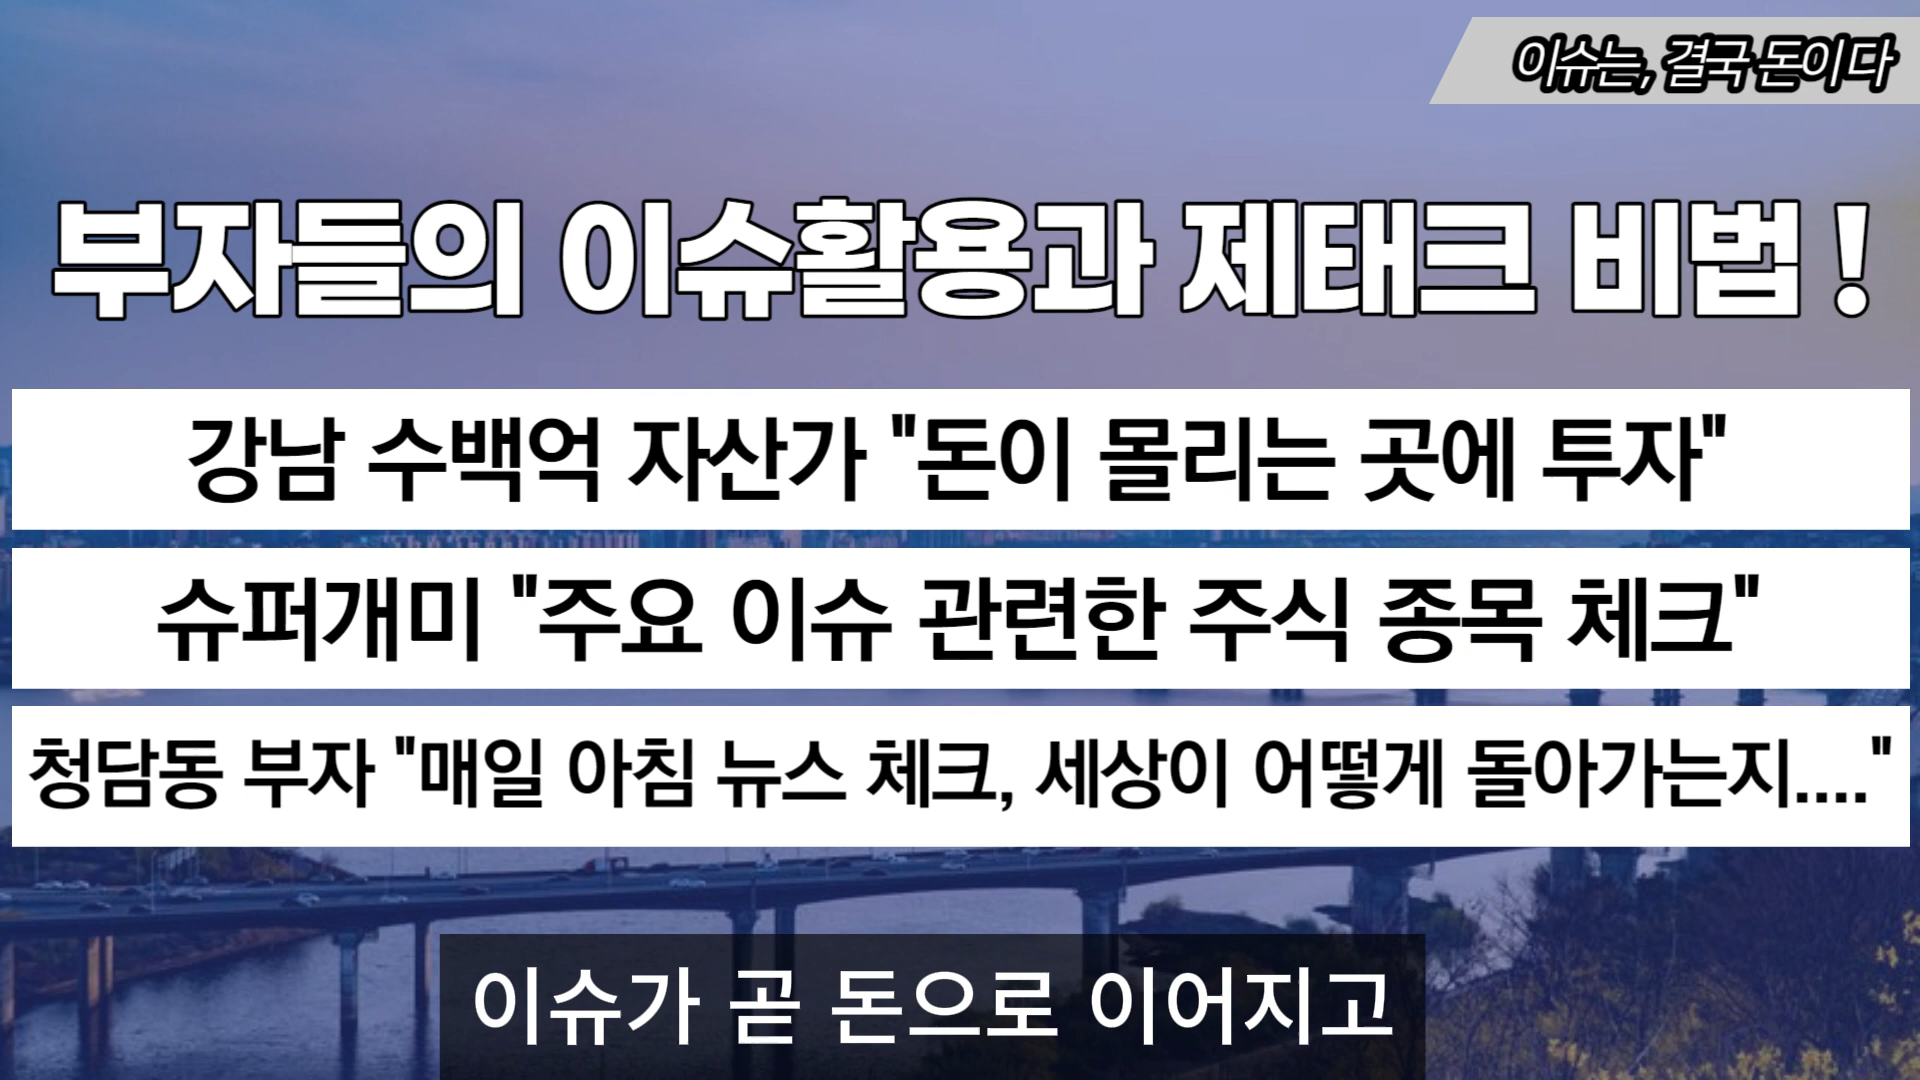 이슈는, 결국 돈이다
부자들의 이슈활용과 제태크 비법 !
강남 수백억 자산가 "돈이 몰리는 곳에 투자"
슈퍼개미 "주요 이슈 관련한 주식 종목 체크"
청담동 부자 "매일 아침 뉴스 체크, 세상이 어떻게 돌아가는지...."
이슈가 곧 돈으로 이어지고